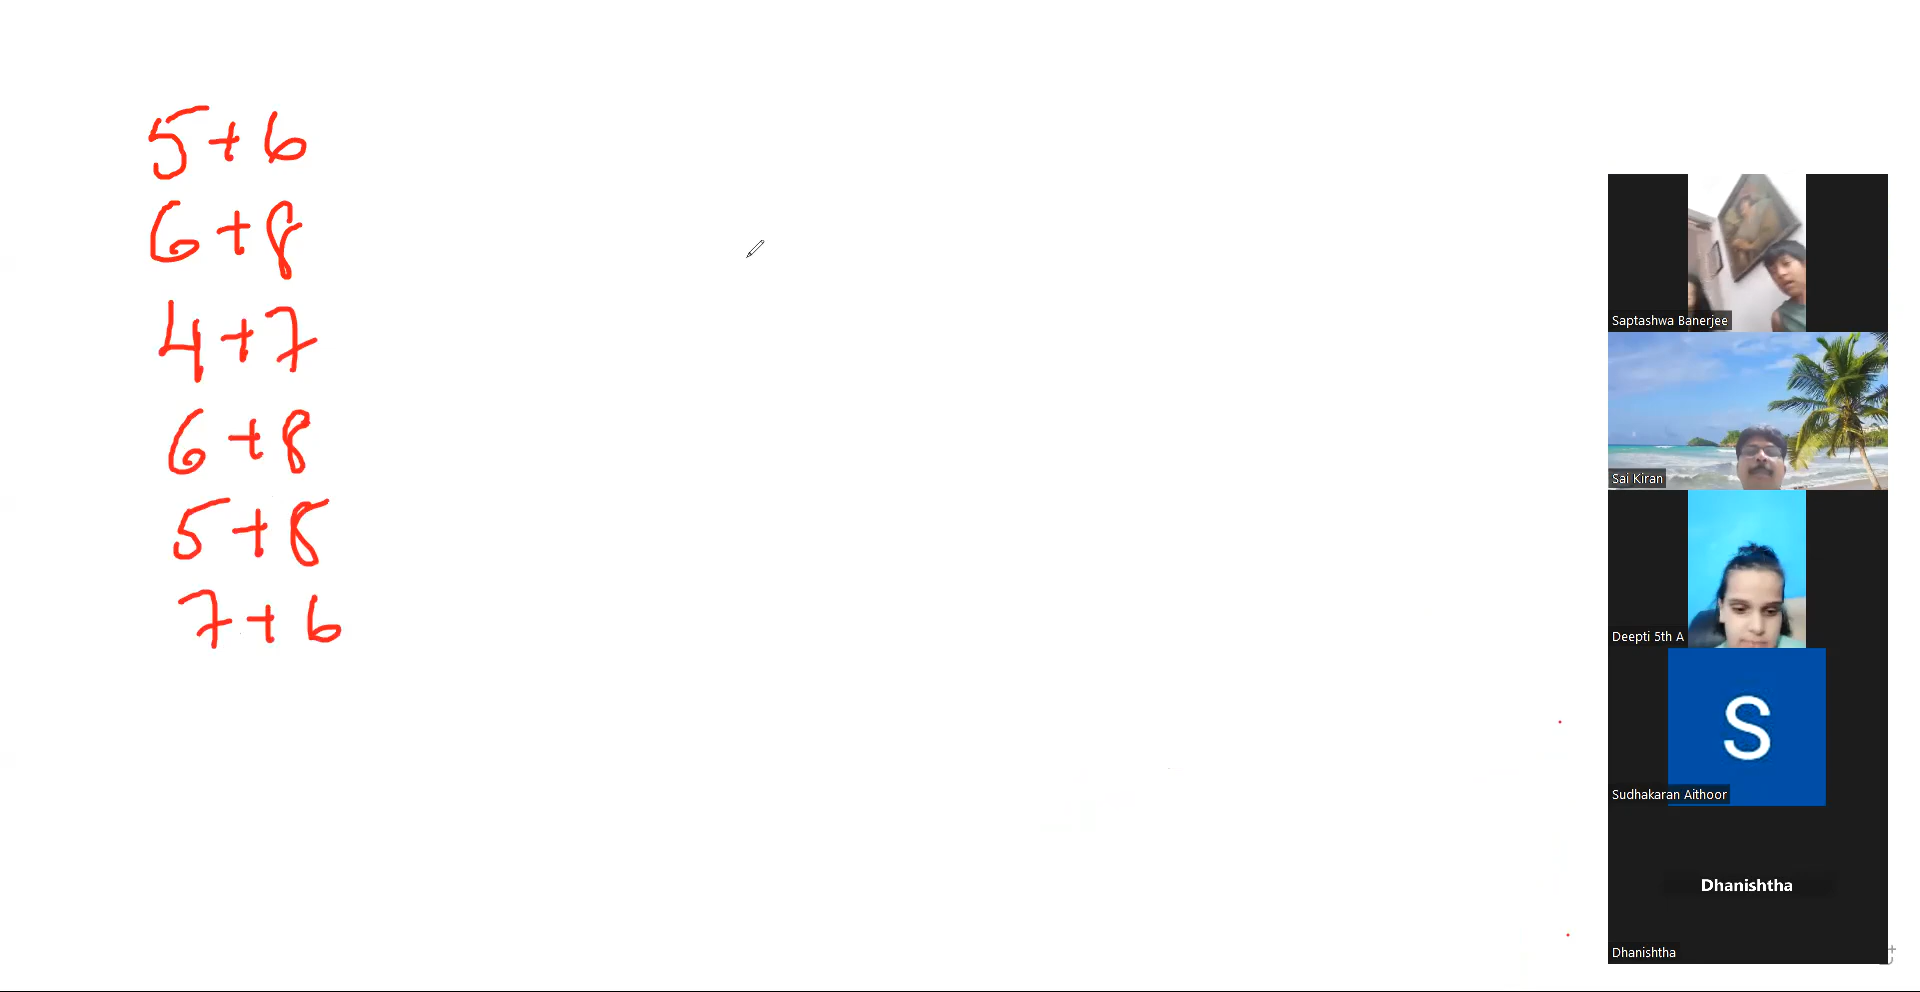 5+6
6+8
4+7
6+8
5+8
7+6
Saptashwa Banerjee
Sai Kiran
Deepti 5th A
S
Sudhakaran Aithoor
Dhanishtha
Dhanishtha